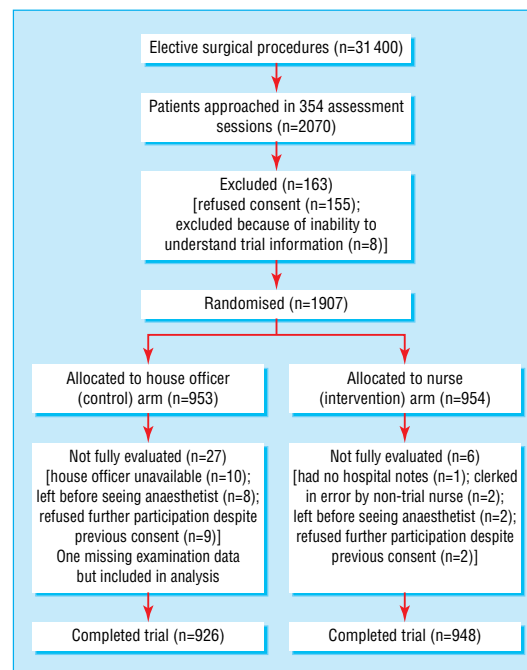 Elective surgical procedures (n=31 400)
Patients approached in 354 assessment
sessions (n=2070)
Excluded (n=163)
[refused consent (n=155);
excluded because of inability to
understand trial information (n=8)]
Randomised (n=1907)
Allocated to house officer
(control) arm (n=953)
Not fully evaluated (n=27)
[house officer unavailable (n=10);
left before seeing anaesthetist (n=8);
refused further participation despite
previous consent (n=9)]
One missing examination data
but included in analysis
Completed trial (n=926)
Allocated to nurse
(intervention) arm (n=954)
Not fully evaluated (n=6)
[had no hospital notes (n=1); clerked
in error by non-trial nurse (n=2);
left before seeing anaesthetist (n=2);
refused further participation despite
previous consent (n=2)]
Completed trial (n=948)